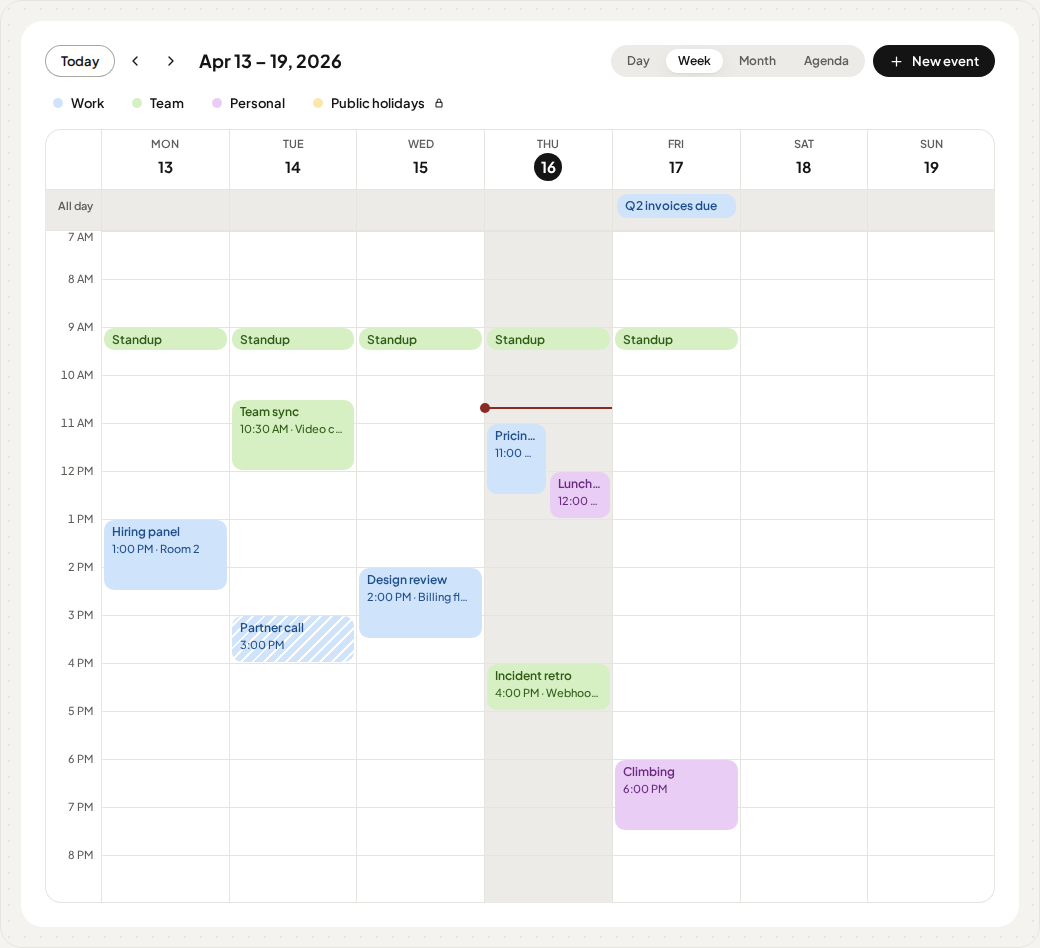 Today
Apr 13 – 19, 2026
Day
Week
Month
Agenda
New event
Work
Team
Personal
Public holidays
MON
13
TUE
14
WED
15
THU
16
FRI
17
SAT
18
SUN
19
All day
Q2 invoices due
7 AM
8 AM
9 AM
Standup
Standup
Standup
Standup
Standup
10 AM
Team sync
10:30 AM · Video c…
11 AM
Pricin…
11:00 …
12 PM
Lunch…
12:00 …
1 PM
Hiring panel
1:00 PM · Room 2
2 PM
Design review
2:00 PM · Billing fl…
3 PM
Partner call
3:00 PM
4 PM
Incident retro
4:00 PM · Webhoo…
5 PM
6 PM
Climbing
6:00 PM
7 PM
8 PM